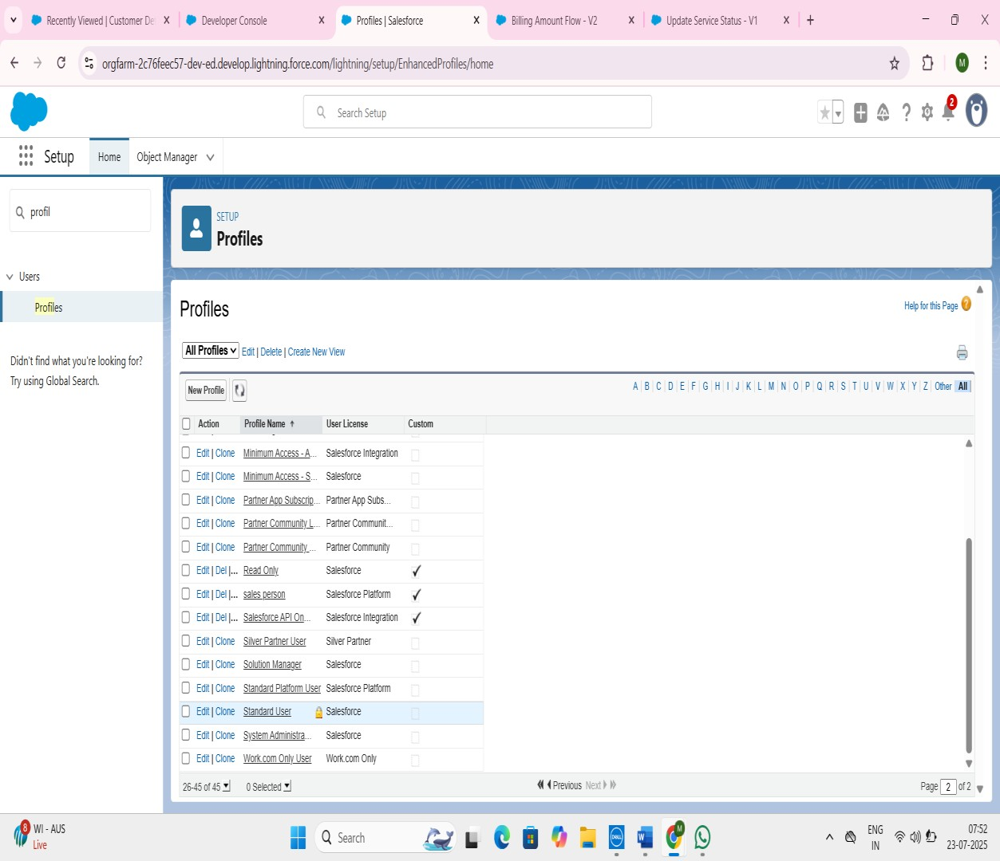 Recently Viewed | Customer De
Developer Console
Profiles | Salesforce
Billing Amount Flow - V2
Update Service Status - V1
orgfarm-2c76feec57-dev-ed.develop.lightning.force.com/lightning/setup/EnhancedProfiles/home
M
Search Setup
2
Setup
Home
Object Manager
profil
Users
Profiles
Didn't find what you're looking for?
Try using Global Search.
SETUP
Profiles
Profiles
Help for this Page ?
All Profiles Edit | Delete | Create New View
New Profile
A | B | C | D | E | F | G | H | I | J | K | L | M | N | O | P | Q | R | S | T | U | V | W | X | Y | Z | Other All
Action Profile Name User License Custom
Edit | Clone Minimum Access - A... Salesforce Integration
Edit | Clone Minimum Access - S... Salesforce
Edit | Clone Partner App Subscrip... Partner App Subs...
Edit | Clone Partner Community L... Partner Communit...
Edit | Clone Partner Community ... Partner Community
Edit | Del |... Read Only Salesforce ✓
Edit | Del |... sales person Salesforce Platform ✓
Edit | Del |... Salesforce API On... Salesforce Integration ✓
Edit | Clone Silver Partner User Silver Partner
Edit | Clone Solution Manager Salesforce
Edit | Clone Standard Platform User Salesforce Platform
Edit | Clone Standard User Salesforce
Edit | Clone System Administra... Salesforce
Edit | Clone Work.com Only User Work.com Only
26-45 of 45 0 Selected Previous Next Page 2 of 2
8
WI - AUS
Live
Search
DELL
W
M
ENG
IN
07:52
23-07-2025